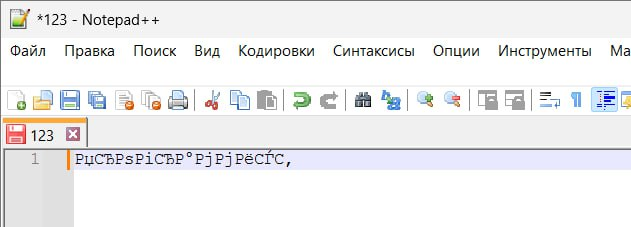 *123 - Notepad++
Файл Правка Поиск Вид Кодировки Синтаксисы Опции Инструменты Ма
123
1 РџСЂРѕРіСЂР°РјРјРёСЃС‚